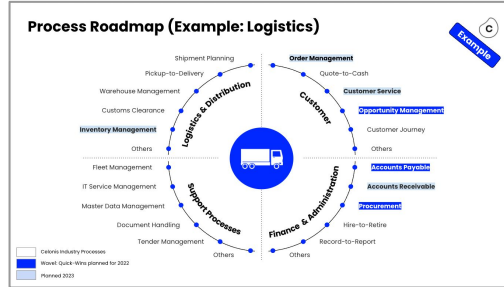 Process Roadmap (Example: Logistics)
C
Example
Shipment Planning
Pickup-to-Delivery
Warehouse Management
Customs Clearance
Inventory Management
Others
Logistics & Distribution
Order Management
Quote-to-Cash
Customer Service
Opportunity Management
Customer Journey
Others
Customer
Fleet Management
IT Service Management
Master Data Management
Document Handling
Tender Management
Others
Support Processes
Accounts Payable
Accounts Receivable
Procurement
Hire-to-Retire
Record-to-Report
Others
Finance & Administration
Celonis Industry Processes
Wave1: Quick-Wins planned for 2022
Planned 2023